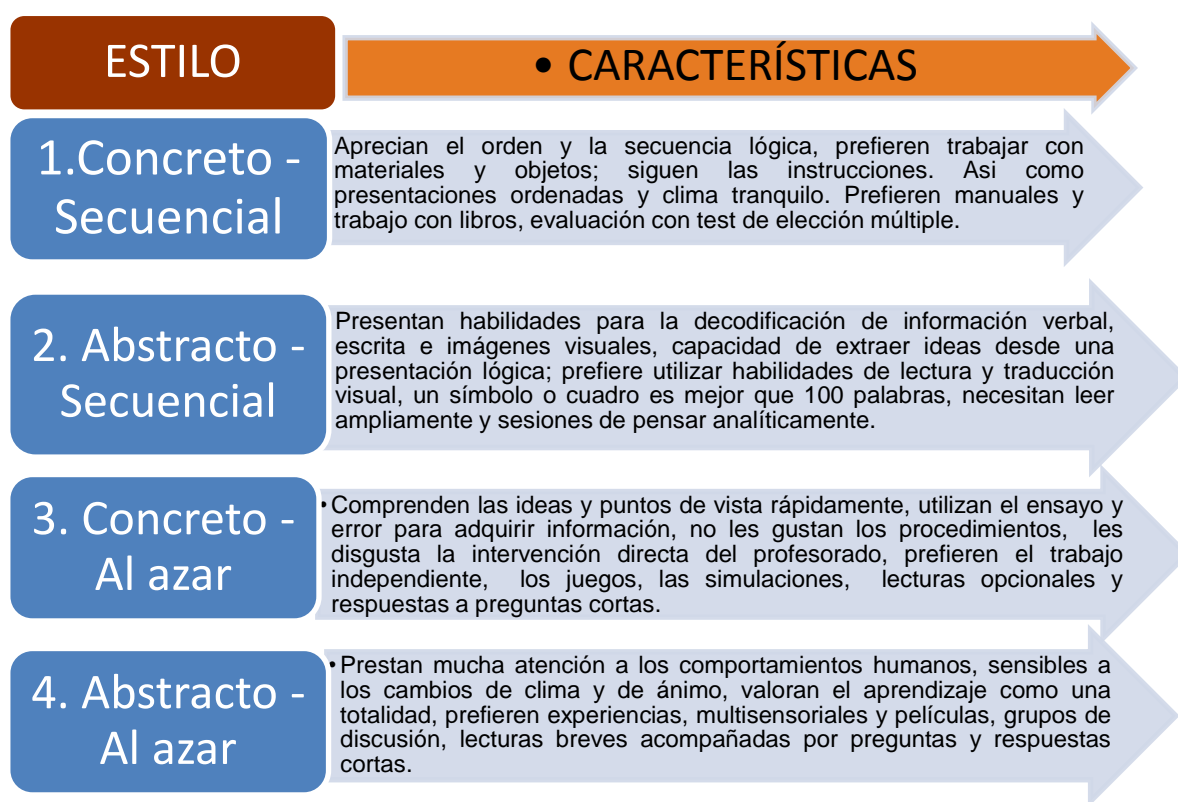 ESTILO
• CARACTERÍSTICAS
1.Concreto -
Secuencial
Aprecian el orden y la secuencia lógica, prefieren trabajar con
materiales y objetos; siguen las instrucciones. Asi como
presentaciones ordenadas y clima tranquilo. Prefieren manuales y
trabajo con libros, evaluación con test de elección múltiple.
2. Abstracto -
Secuencial
Presentan habilidades para la decodificación de información verbal,
escrita e imágenes visuales, capacidad de extraer ideas desde una
presentación lógica; prefiere utilizar habilidades de lectura y traducción
visual, un símbolo o cuadro es mejor que 100 palabras, necesitan leer
ampliamente y sesiones de pensar analíticamente.
3. Concreto -
Al azar
•Comprenden las ideas y puntos de vista rápidamente, utilizan el ensayo y
error para adquirir información, no les gustan los procedimientos, les
disgusta la intervención directa del profesorado, prefieren el trabajo
independiente, los juegos, las simulaciones, lecturas opcionales y
respuestas a preguntas cortas.
4. Abstracto -
Al azar
•Prestan mucha atención a los comportamientos humanos, sensibles a
los cambios de clima y de ánimo, valoran el aprendizaje como una
totalidad, prefieren experiencias, multisensoriales y películas, grupos de
discusión, lecturas breves acompañadas por preguntas y respuestas
cortas.